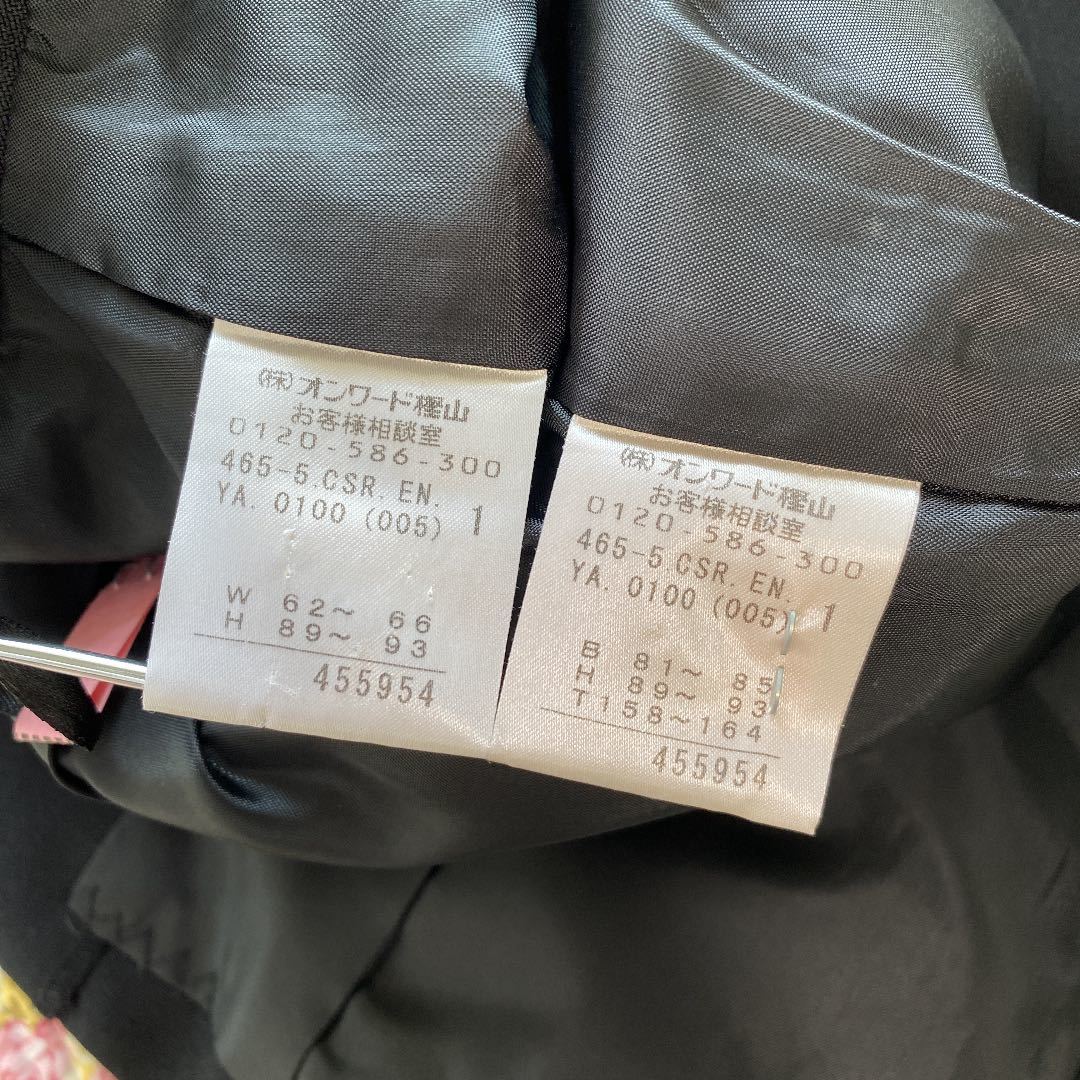 (株)オンワード樫山
お客様相談室
0120-586-300
465-5.CSR.EN.
YA. 0100 (005) 1
W 62～ 66
H 89～ 93
455954
(株)オンワード樫山
お客様相談室
0120-586-300
465-5.CSR.EN.
YA. 0100 (005) 1
B 81～ 85
H 89～ 93
T158～164
455954